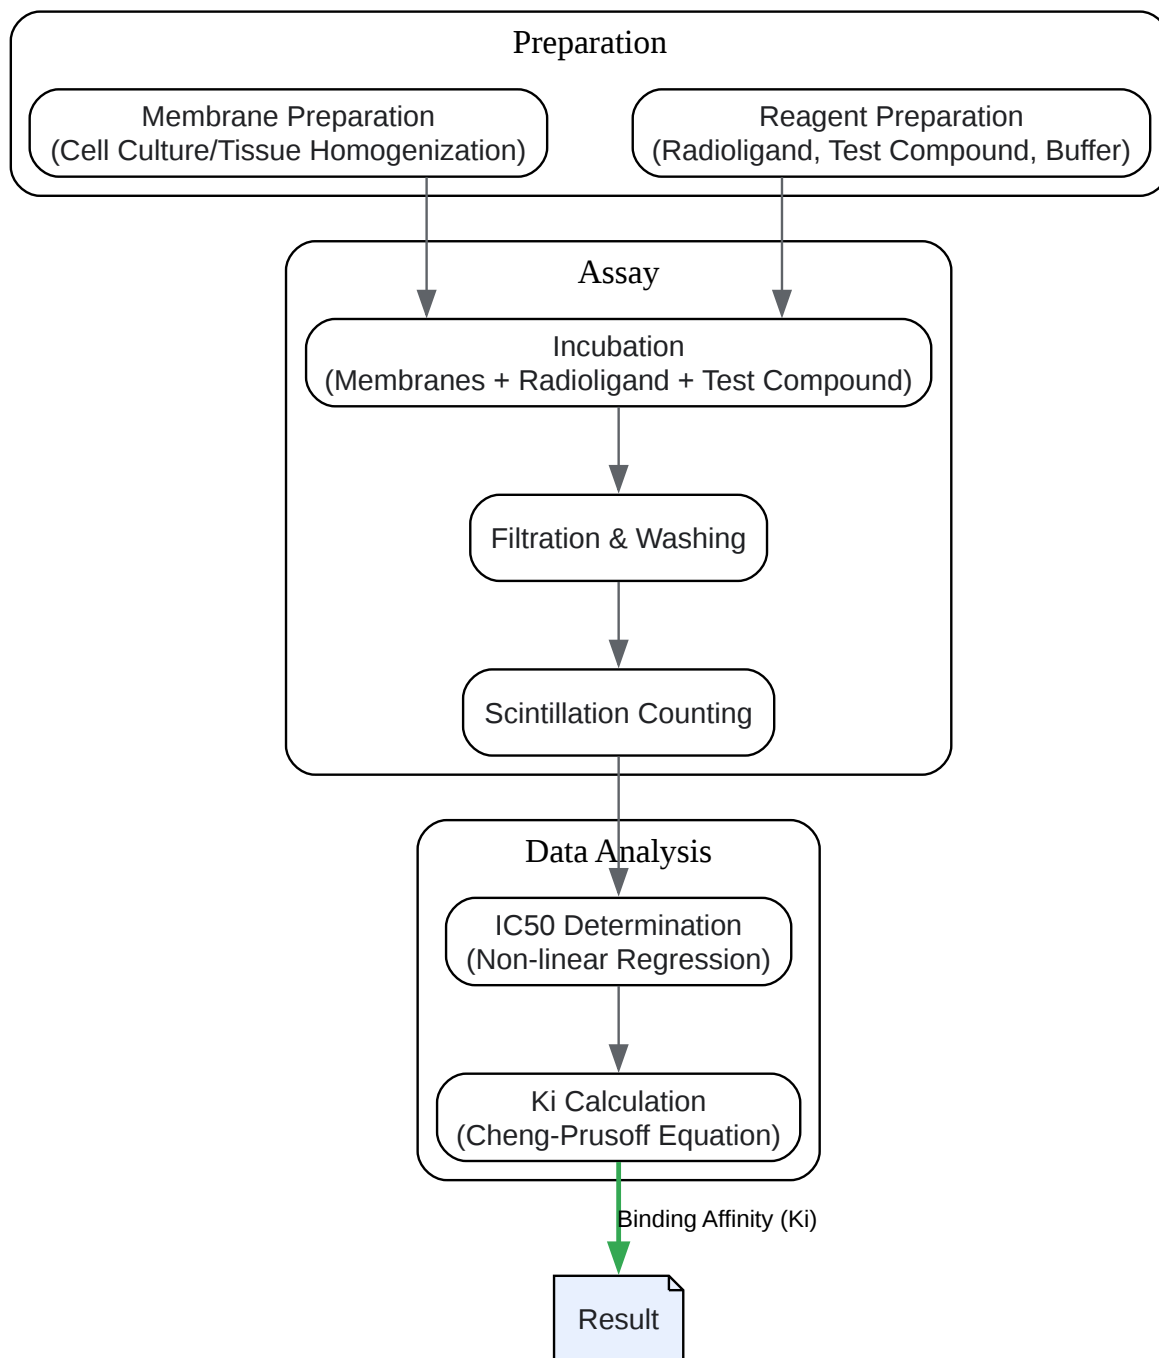 Preparation
Membrane Preparation
(Cell Culture/Tissue Homogenization)
Reagent Preparation
(Radioligand, Test Compound, Buffer)
Assay
Incubation
(Membranes + Radioligand + Test Compound)
Filtration & Washing
Scintillation Counting
Data Analysis
IC50 Determination
(Non-linear Regression)
Ki Calculation
(Cheng-Prusoff Equation)
Binding Affinity (Ki)
Result